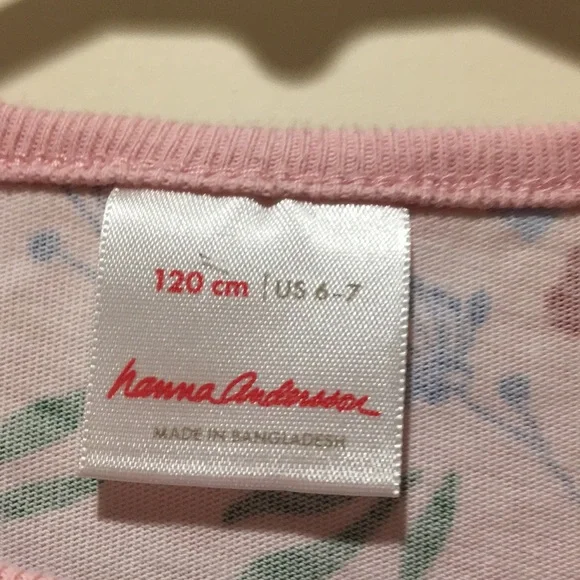 120 cm | US 6-7
hanna andersson
MADE IN BANGLADESH